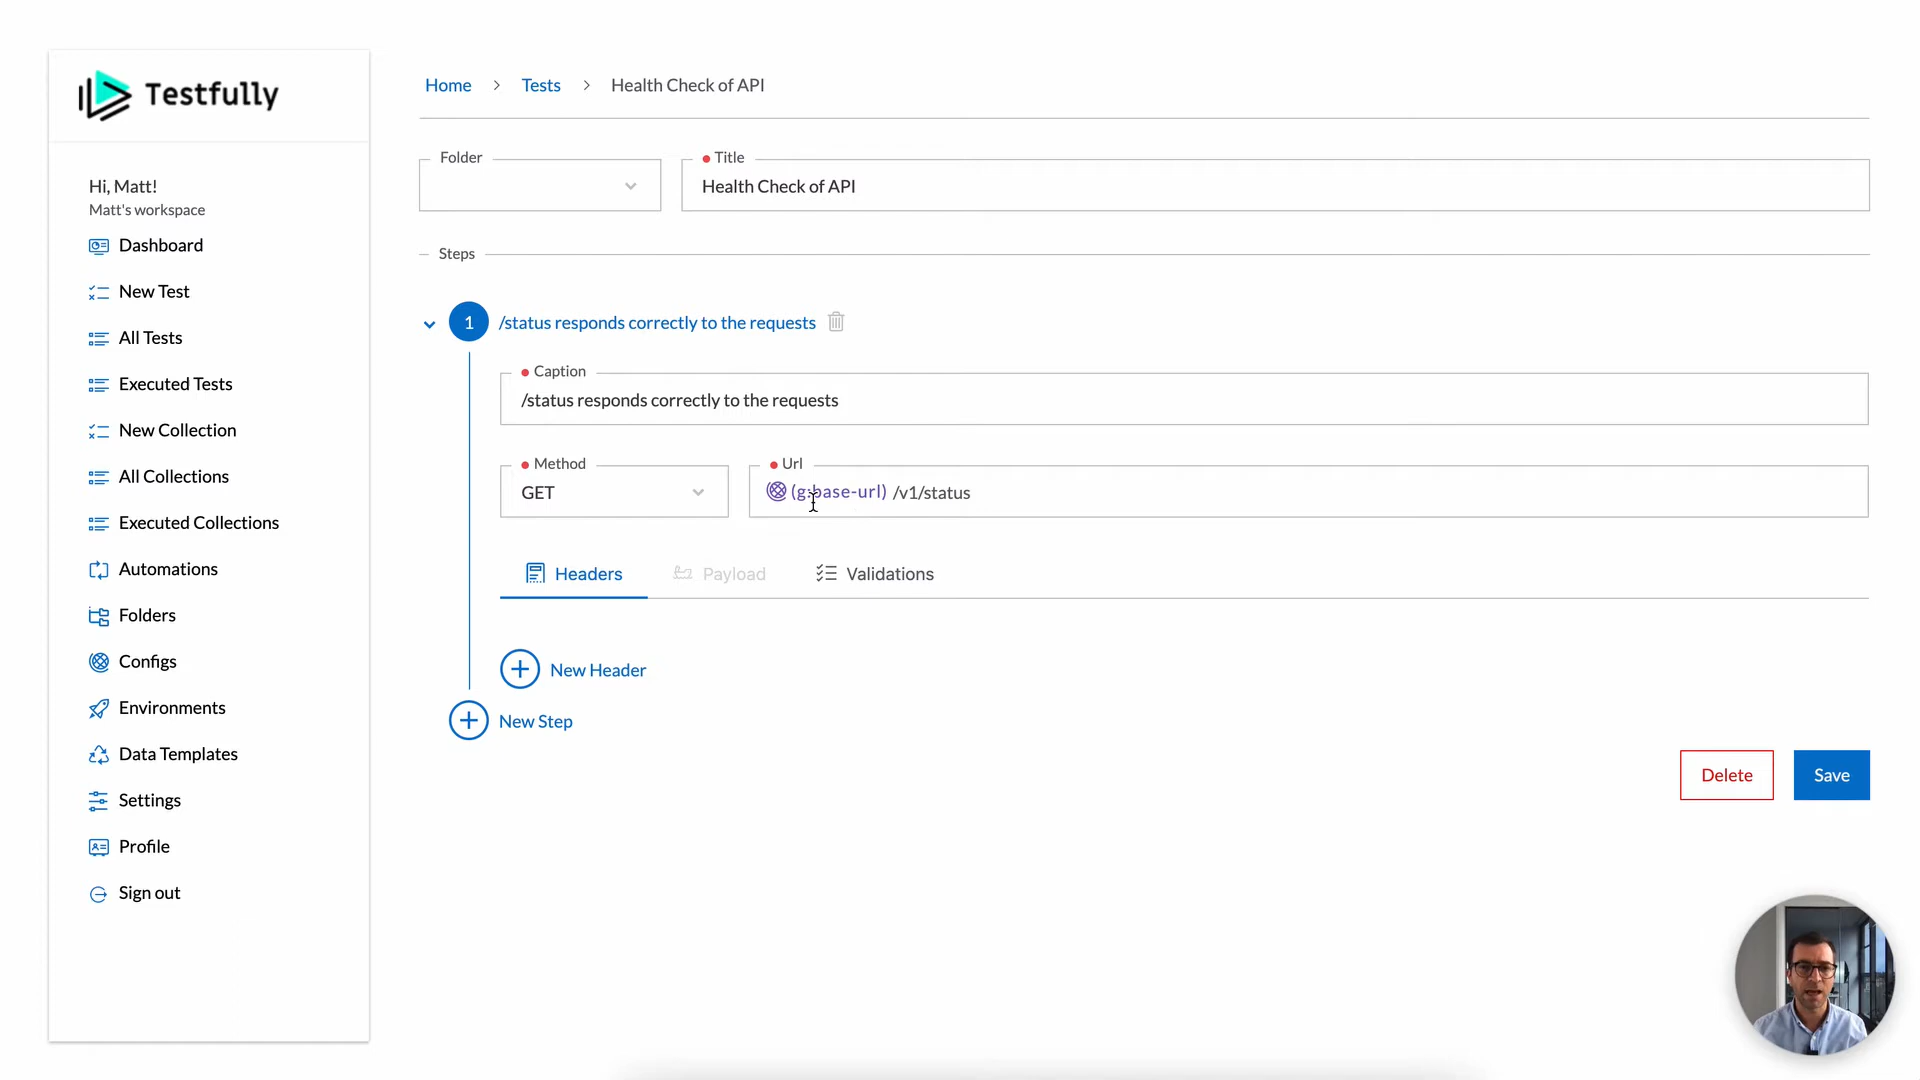 Testfully
Hi, Matt!
Matt's workspace
Dashboard
New Test
All Tests
Executed Tests
New Collection
All Collections
Executed Collections
Automations
Folders
Configs
Environments
Data Templates
Settings
Profile
Sign out
Home > Tests > Health Check of API
Folder
Title
Health Check of API
Steps
1 /status responds correctly to the requests
Caption
/status responds correctly to the requests
Method
GET
Url
(g:base-url) /v1/status
Headers
Payload
Validations
New Header
New Step
Delete
Save